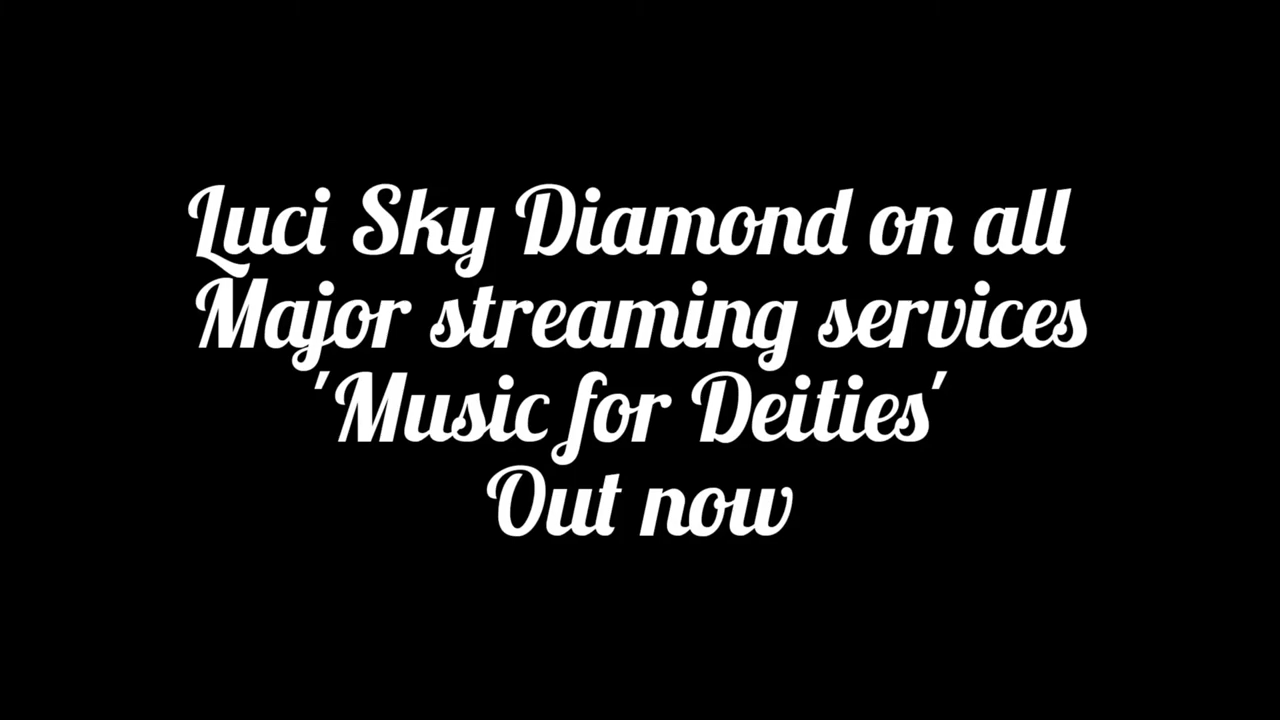 Luci Sky Diamond on all
Major streaming services
'Music for Deities'
Out now